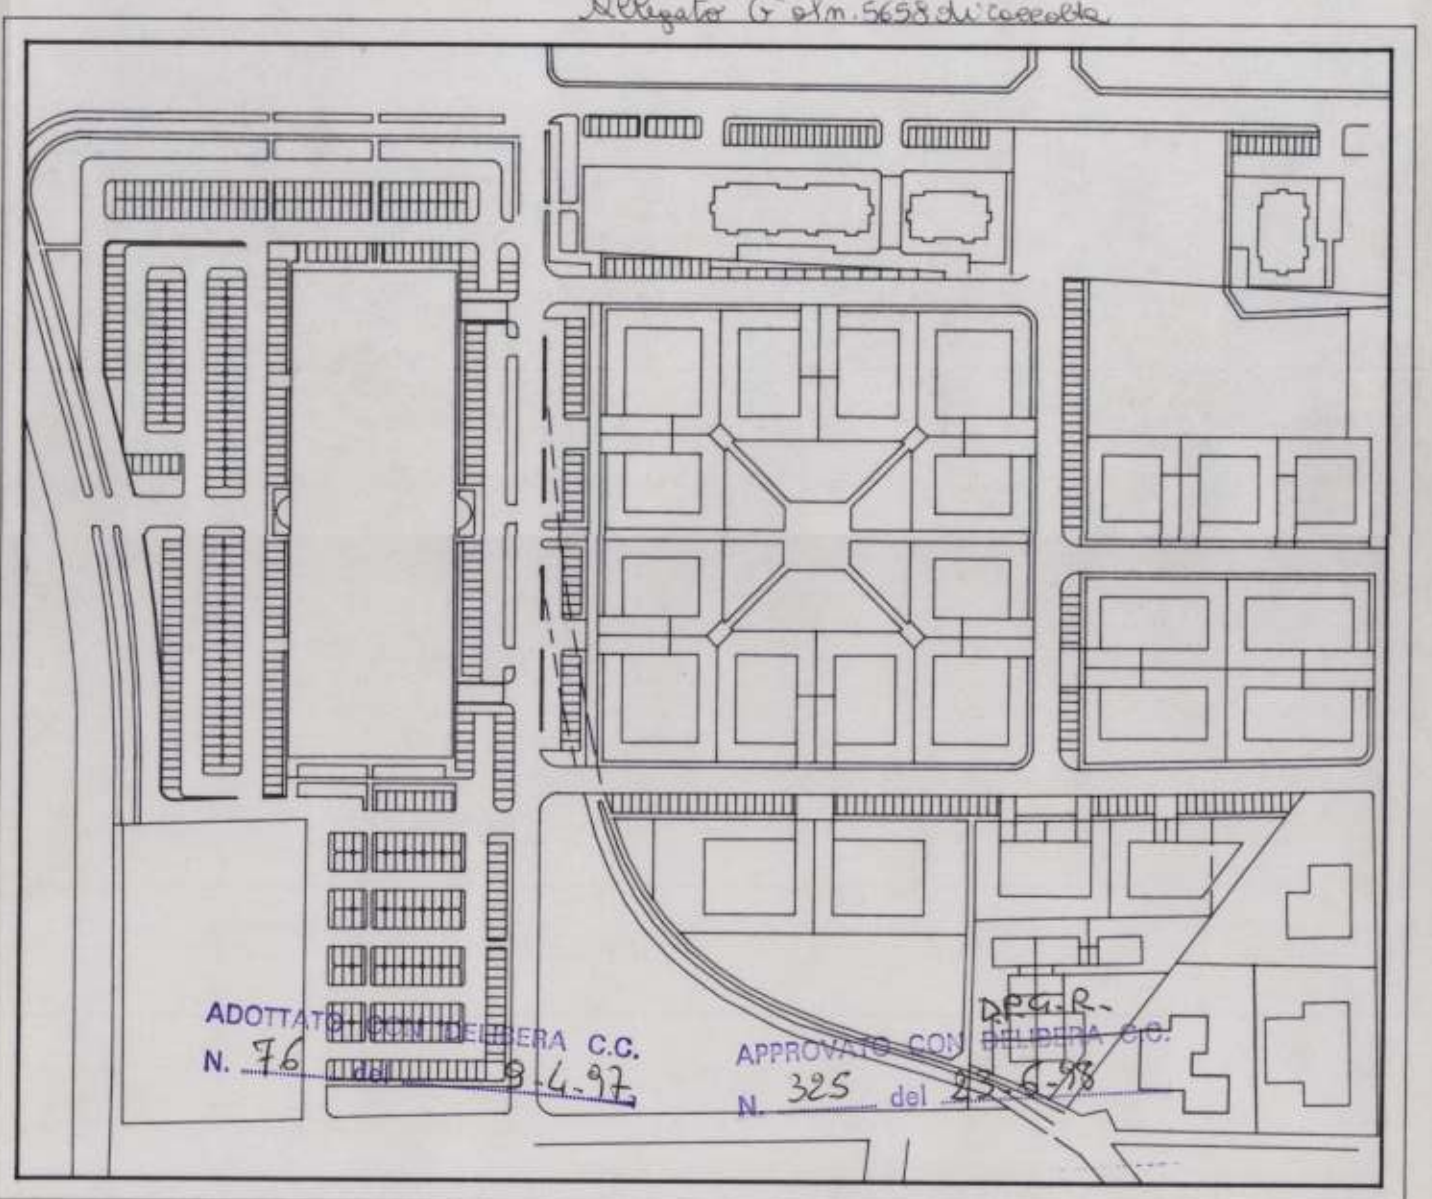 Allegato G al n. 5658 di raccolta
ADOTTATO CON DELIBERA C.C.
N. 76 del 9-4-97
D.P.G.R.
APPROVATO CON DELIBERA C.C.
N. 325 del 23-6-98